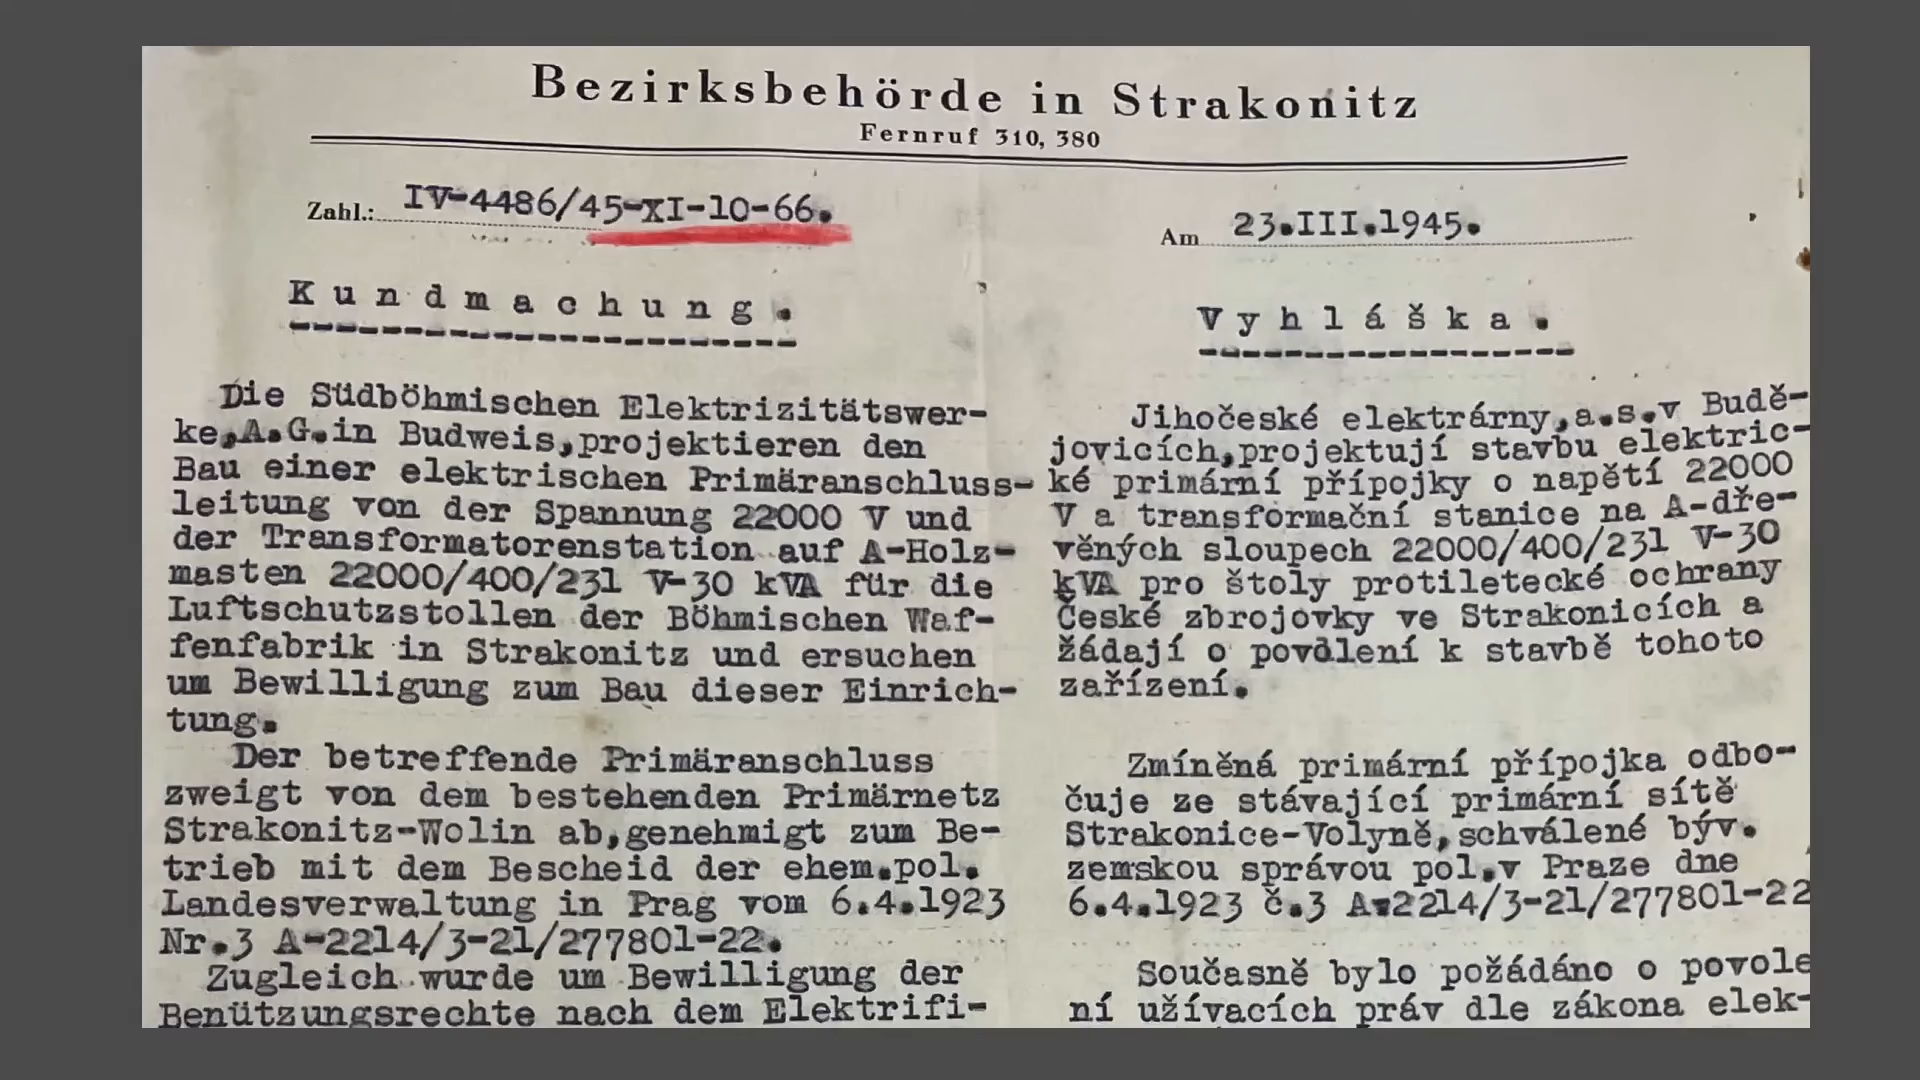 Bezirksbehörde in Strakonitz
Fernruf 310, 380
Zahl.: IV-4486/45-XI-10-66.
Am 23.III.1945.
Kundmachung.
Die Südböhmischen Elektrizitätswer-
ke,A.G.in Budweis,projektieren den
Bau einer elektrischen Primäranschluss-
leitung von der Spannung 22000 V und
der Transformatorenstation auf A-Holz-
masten 22000/400/231 V-30 kVA für die
Luftschutzstollen der Böhmischen Waf-
fenfabrik in Strakonitz und ersuchen
um Bewilligung zum Bau dieser Einrich-
tung.
Der betreffende Primäranschluss
zweigt von dem bestehenden Primärnetz
Strakonitz-Wolin ab,genehmigt zum Be-
trieb mit dem Bescheid der ehem.pol.
Landesverwaltung in Prag vom 6.4.1923
Nr.3 A-2214/3-21/277801-22.
Zugleich wurde um Bewilligung der
Benützungsrechte nach dem Elektrifi-
Vyhláška.
Jihočeské elektrárny,a.s.v Budě-
jovicích,projektují stavbu elektric-
ké primární přípojky o napětí 22000
V a transformační stanice na A-dře-
věných sloupech 22000/400/231 V-30
kVA pro štoly protiletecké ochrany
České zbrojovky ve Strakonicích a
žádají o povolení k stavbě tohoto
zařízení.
Zmíněná primární přípojka odbo-
čuje ze stávající primární sítě
Strakonice-Volyně,schválené býv.
zemskou správou pol.v Praze dne
6.4.1923 č.3 A-2214/3-21/277801-22
Současně bylo požádáno o povole
ní užívacích práv dle zákona elek-